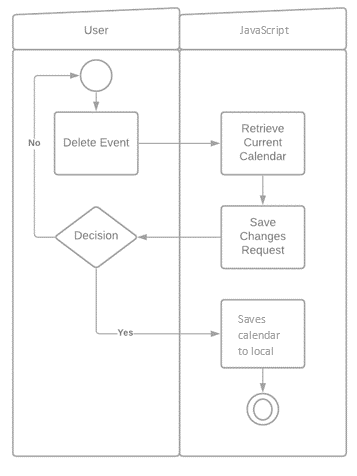 User
JavaScript
Delete Event
Retrieve
Current
Calendar
No
Decision
Save
Changes
Request
Yes
Saves
calendar
to local